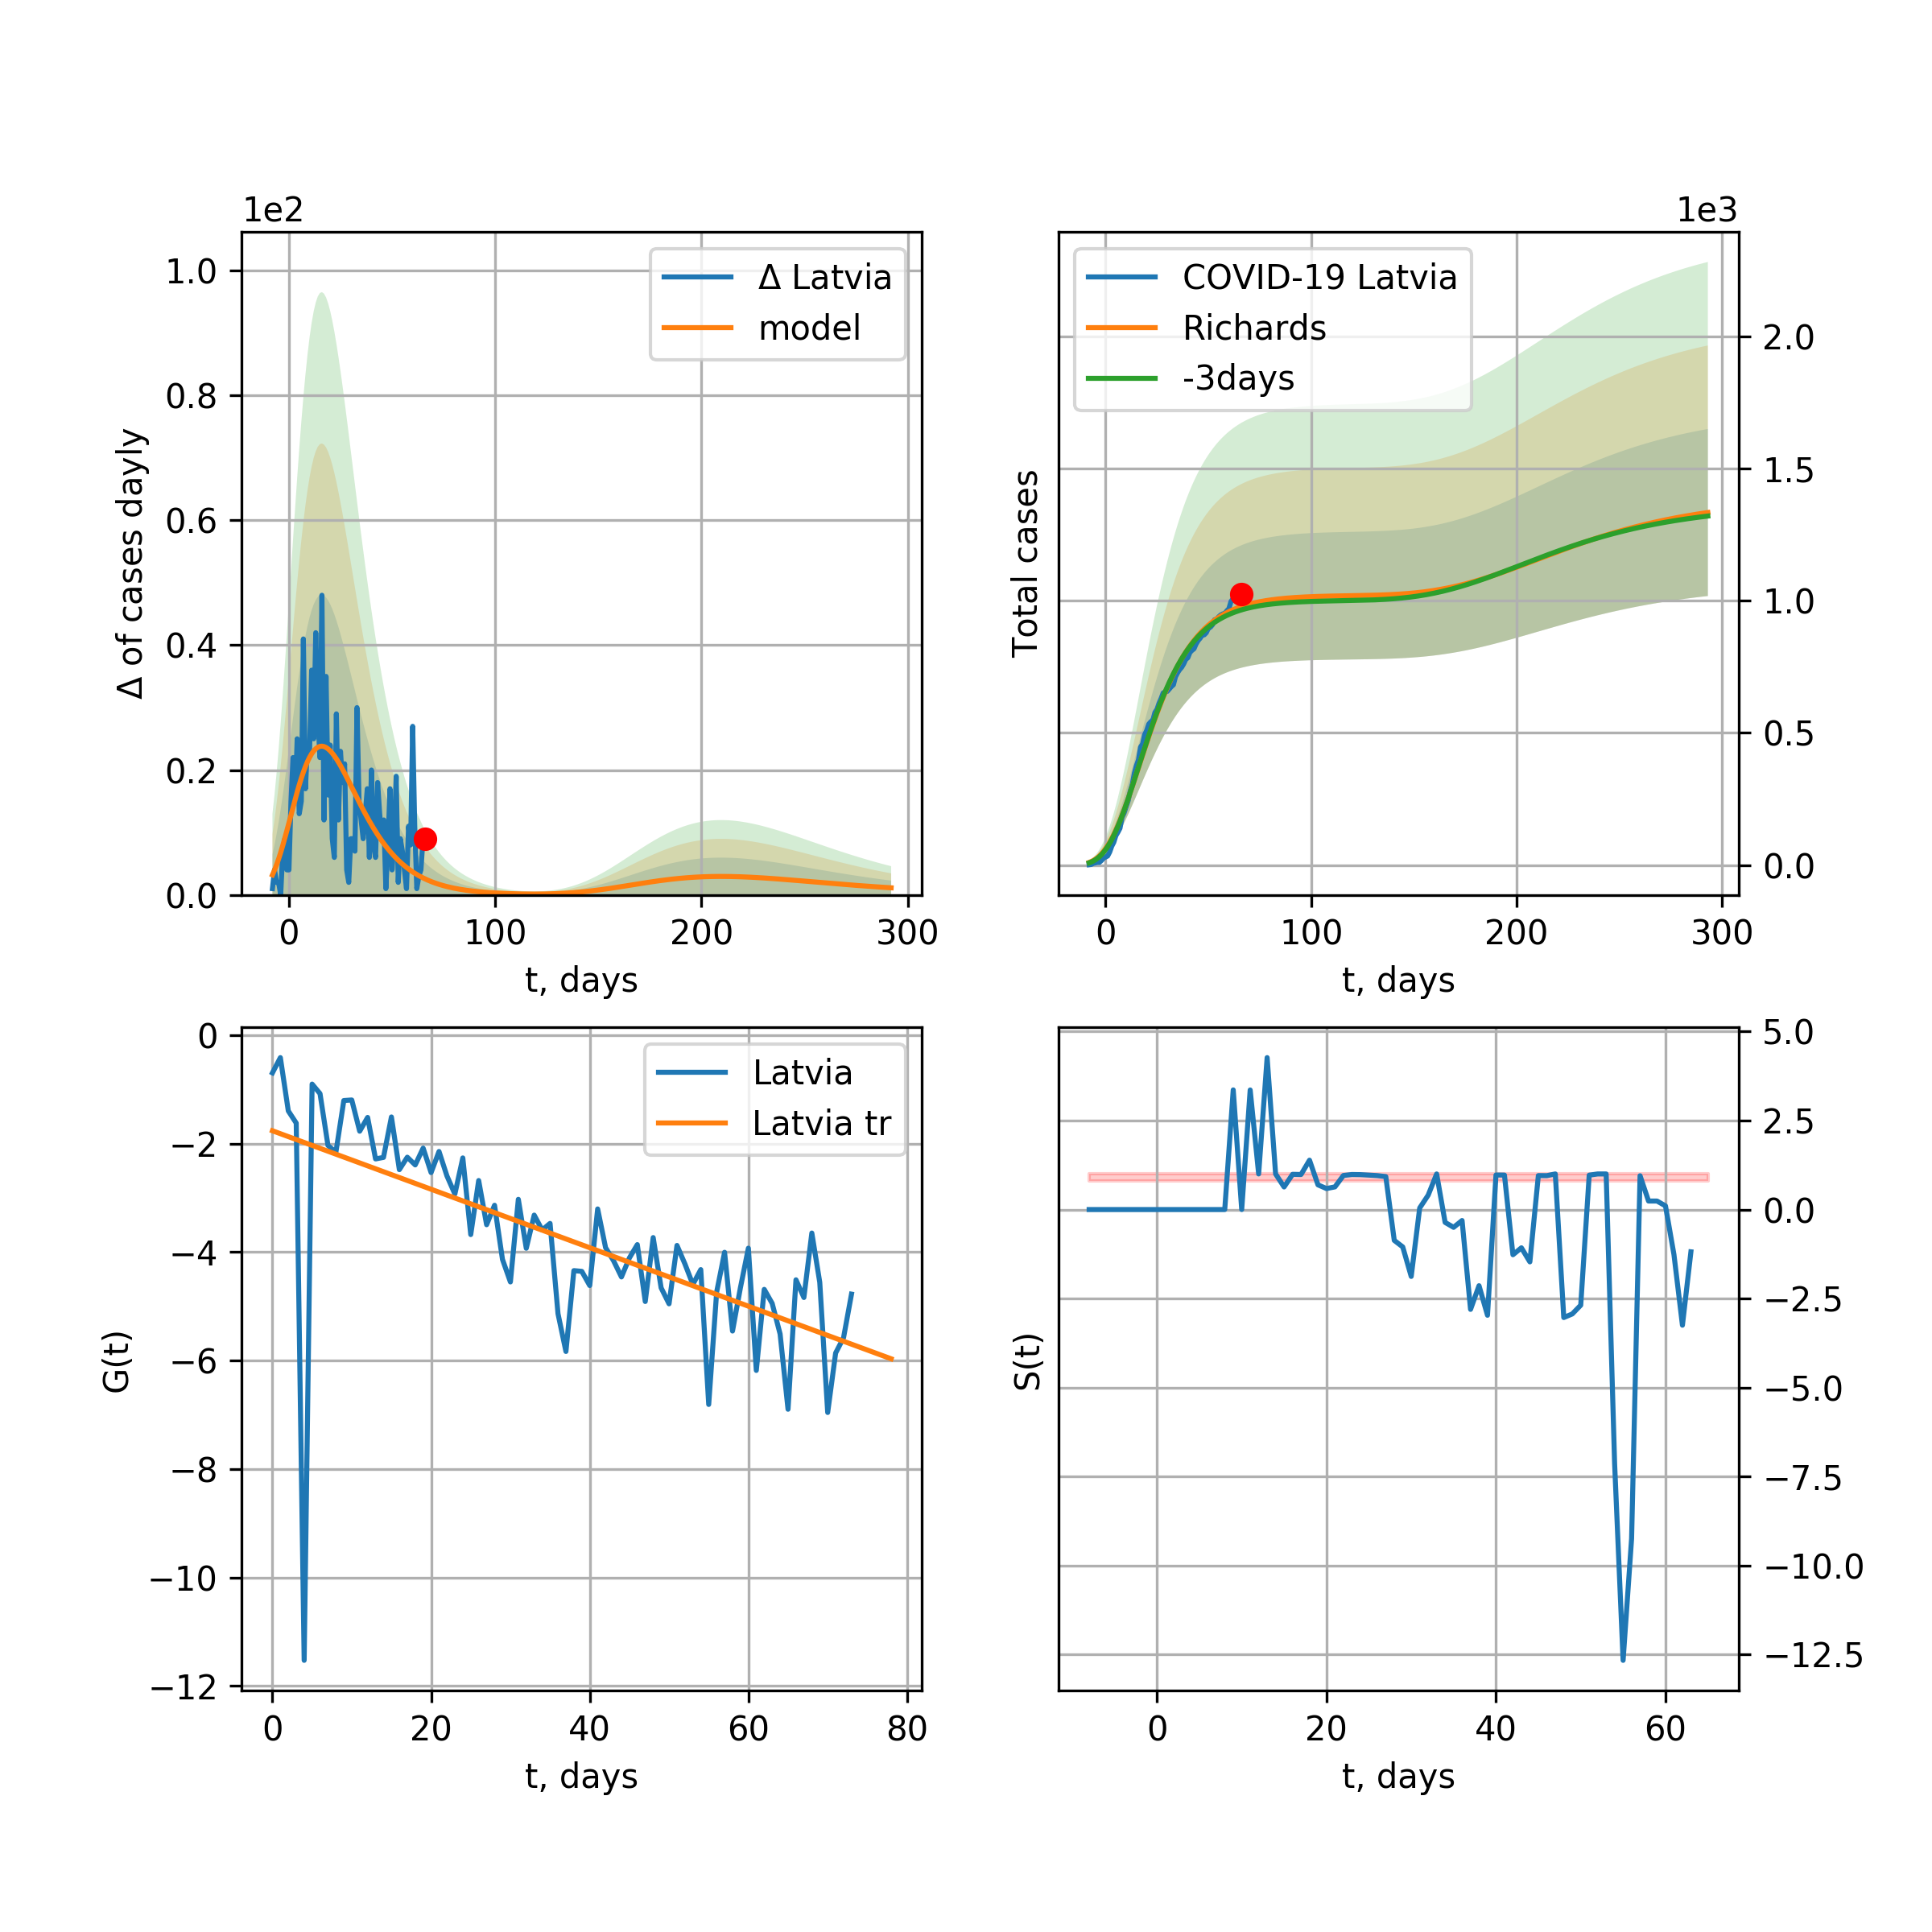 1e2
1.0
0.8
0.6
0.4
0.2
0.0
Δ of cases dayly
Δ Latvia
model
0 100 200 300
t, days
1e3
COVID-19 Latvia
Richards
-3days
Total cases
2.0
1.5
1.0
0.5
0.0
0 100 200 300
t, days
0
−2
−4
−6
−8
−10
−12
G(t)
Latvia
Latvia tr
0 20 40 60 80
t, days
S(t)
5.0
2.5
0.0
−2.5
−5.0
−7.5
−10.0
−12.5
0 20 40 60
t, days